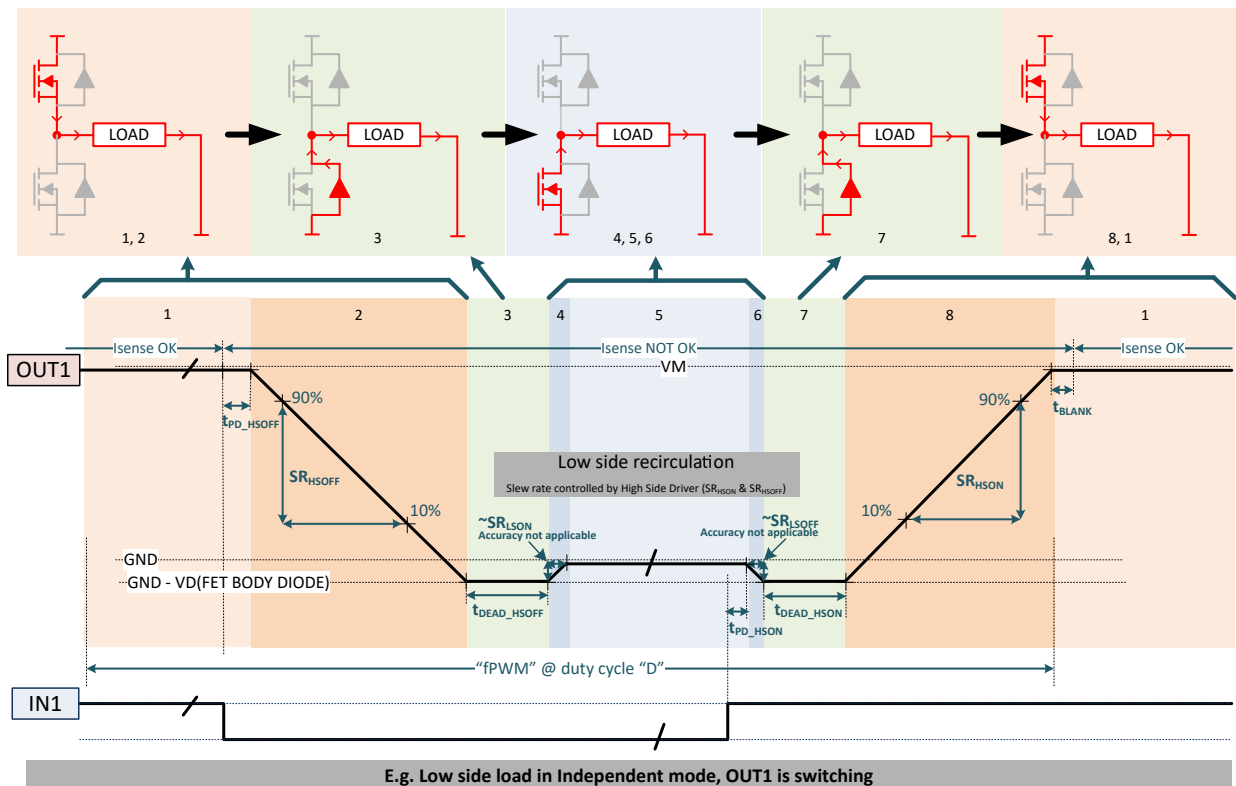 LOAD LOAD LOAD LOAD LOAD
1, 2 3 4, 5, 6 7 8, 1
1 2 3 4 5 6 7 8 1
Isense OK Isense NOT OK Isense OK
OUT1 VM
90% 90%
tPD_HSOFF tBLANK
Low side recirculation
Slew rate controlled by High Side Driver (SRHSON & SRHSOFF)
SRHSOFF SRHSON
10% 10%
~SRLSON ~SRLSOFF
Accuracy not applicable Accuracy not applicable
GND
GND - VD(FET BODY DIODE)
tDEAD_HSOFF tDEAD_HSON
tPD_HSON
"fPWM" @ duty cycle "D"
IN1
E.g. Low side load in Independent mode, OUT1 is switching